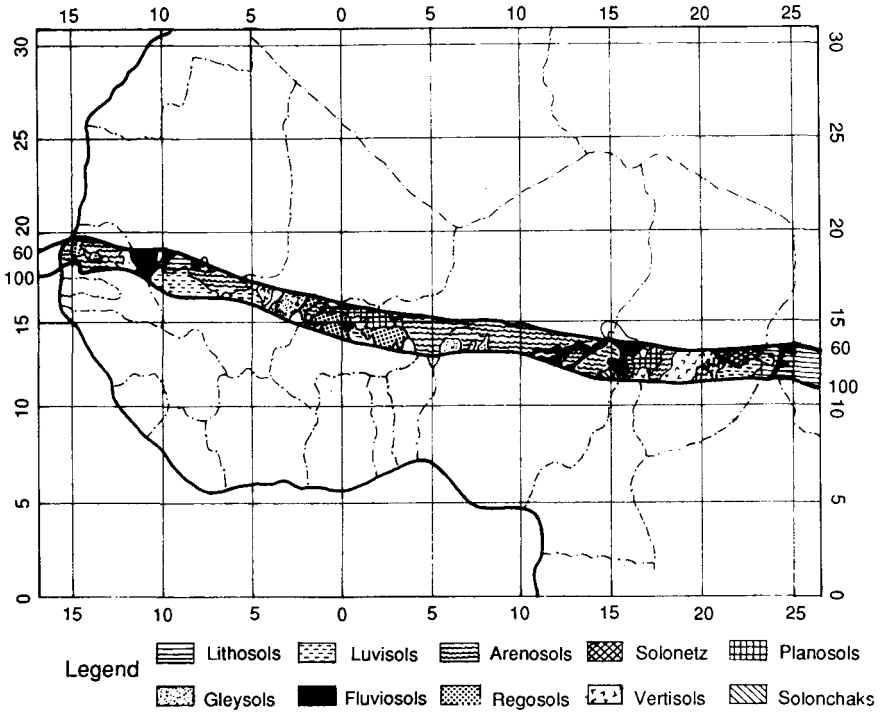 15 10 5 0 5 10 15 20 25
30 30
25 25
20 20
60
100
15 15
60
100
10 10
5 5
0 0
15 10 5 0 5 10 15 20 25
Legend Lithosols Luvisols Arenosols Solonetz Planosols
Gleysols Fluviosols Regosols Vertisols Solonchaks